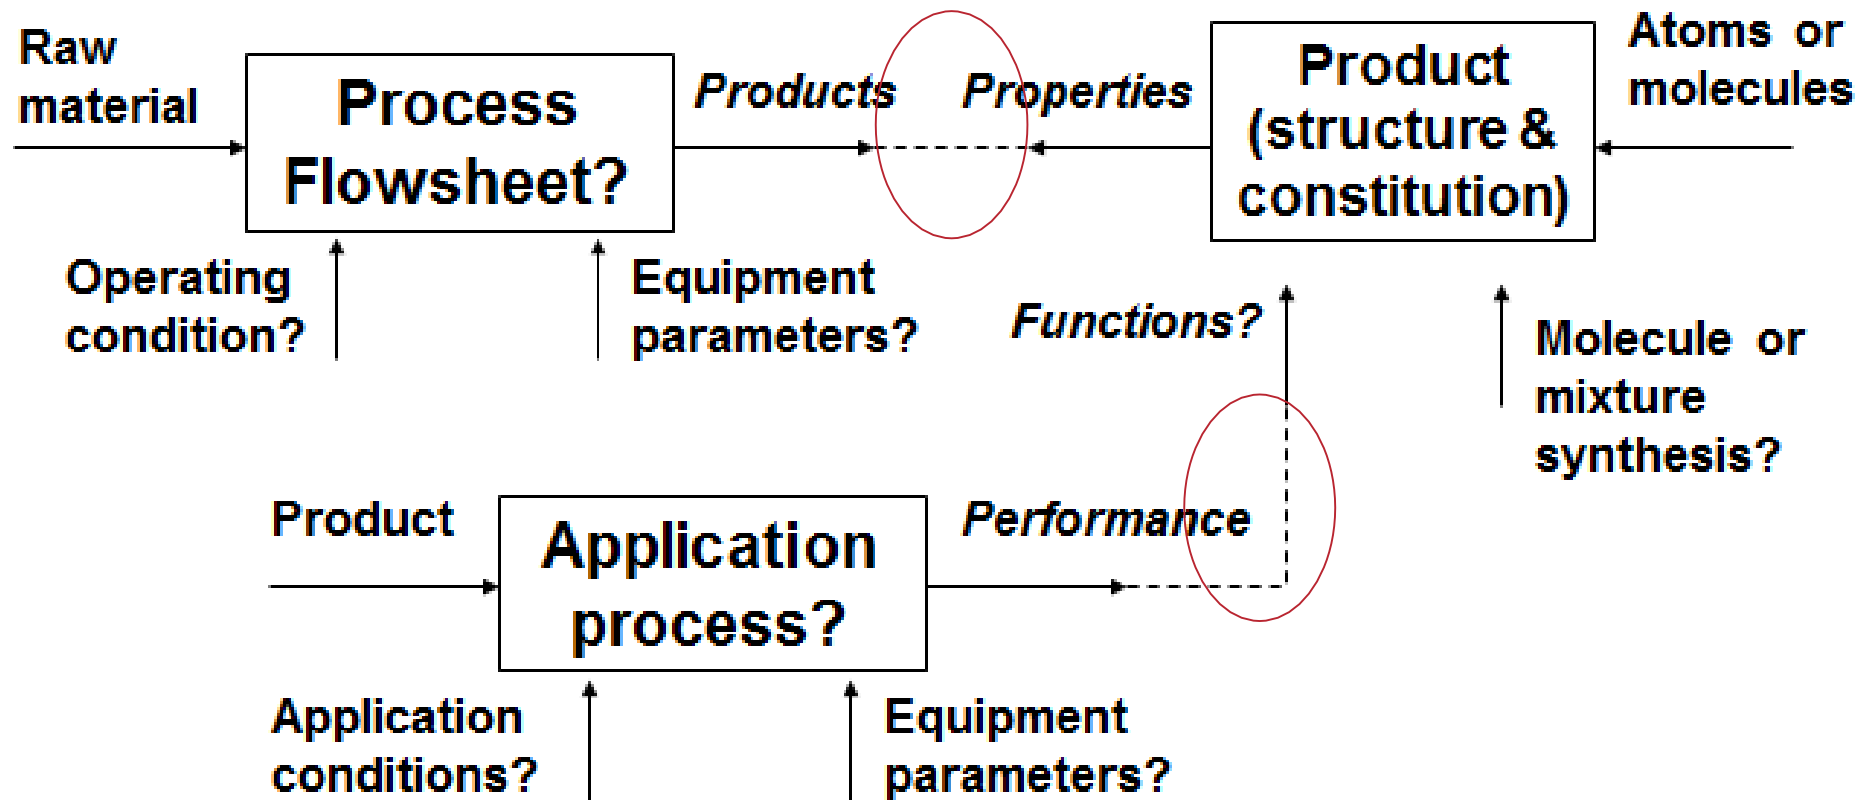 Raw
material
Process
Flowsheet?
Products
Properties
Product
(structure &
constitution)
Atoms or
molecules
Operating
condition?
Equipment
parameters?
Functions?
Molecule or
mixture
synthesis?
Product
Application
process?
Performance
Application
conditions?
Equipment
parameters?